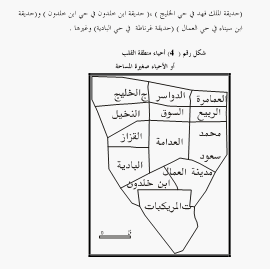 (حديقة الملك فهد في حي الخليج ) ،( حديقة ابن خلدون في حي ابن خلدون ) و(حديقة
ابن سيناء في حي العمال ) (حديقة غرناطة في حي البادية) وغيرها .
شكل رقم ( 4) أحياء منطقة القلب
أو الأحياء صغيرة المساحة
العمامرة
الدواسر
ح الخليج
الربيع
السوق
النخيل
محمد
العدامة
القزاز
سعود
البادية
مدينة العمال
ابن خلدون
ت المريكبات